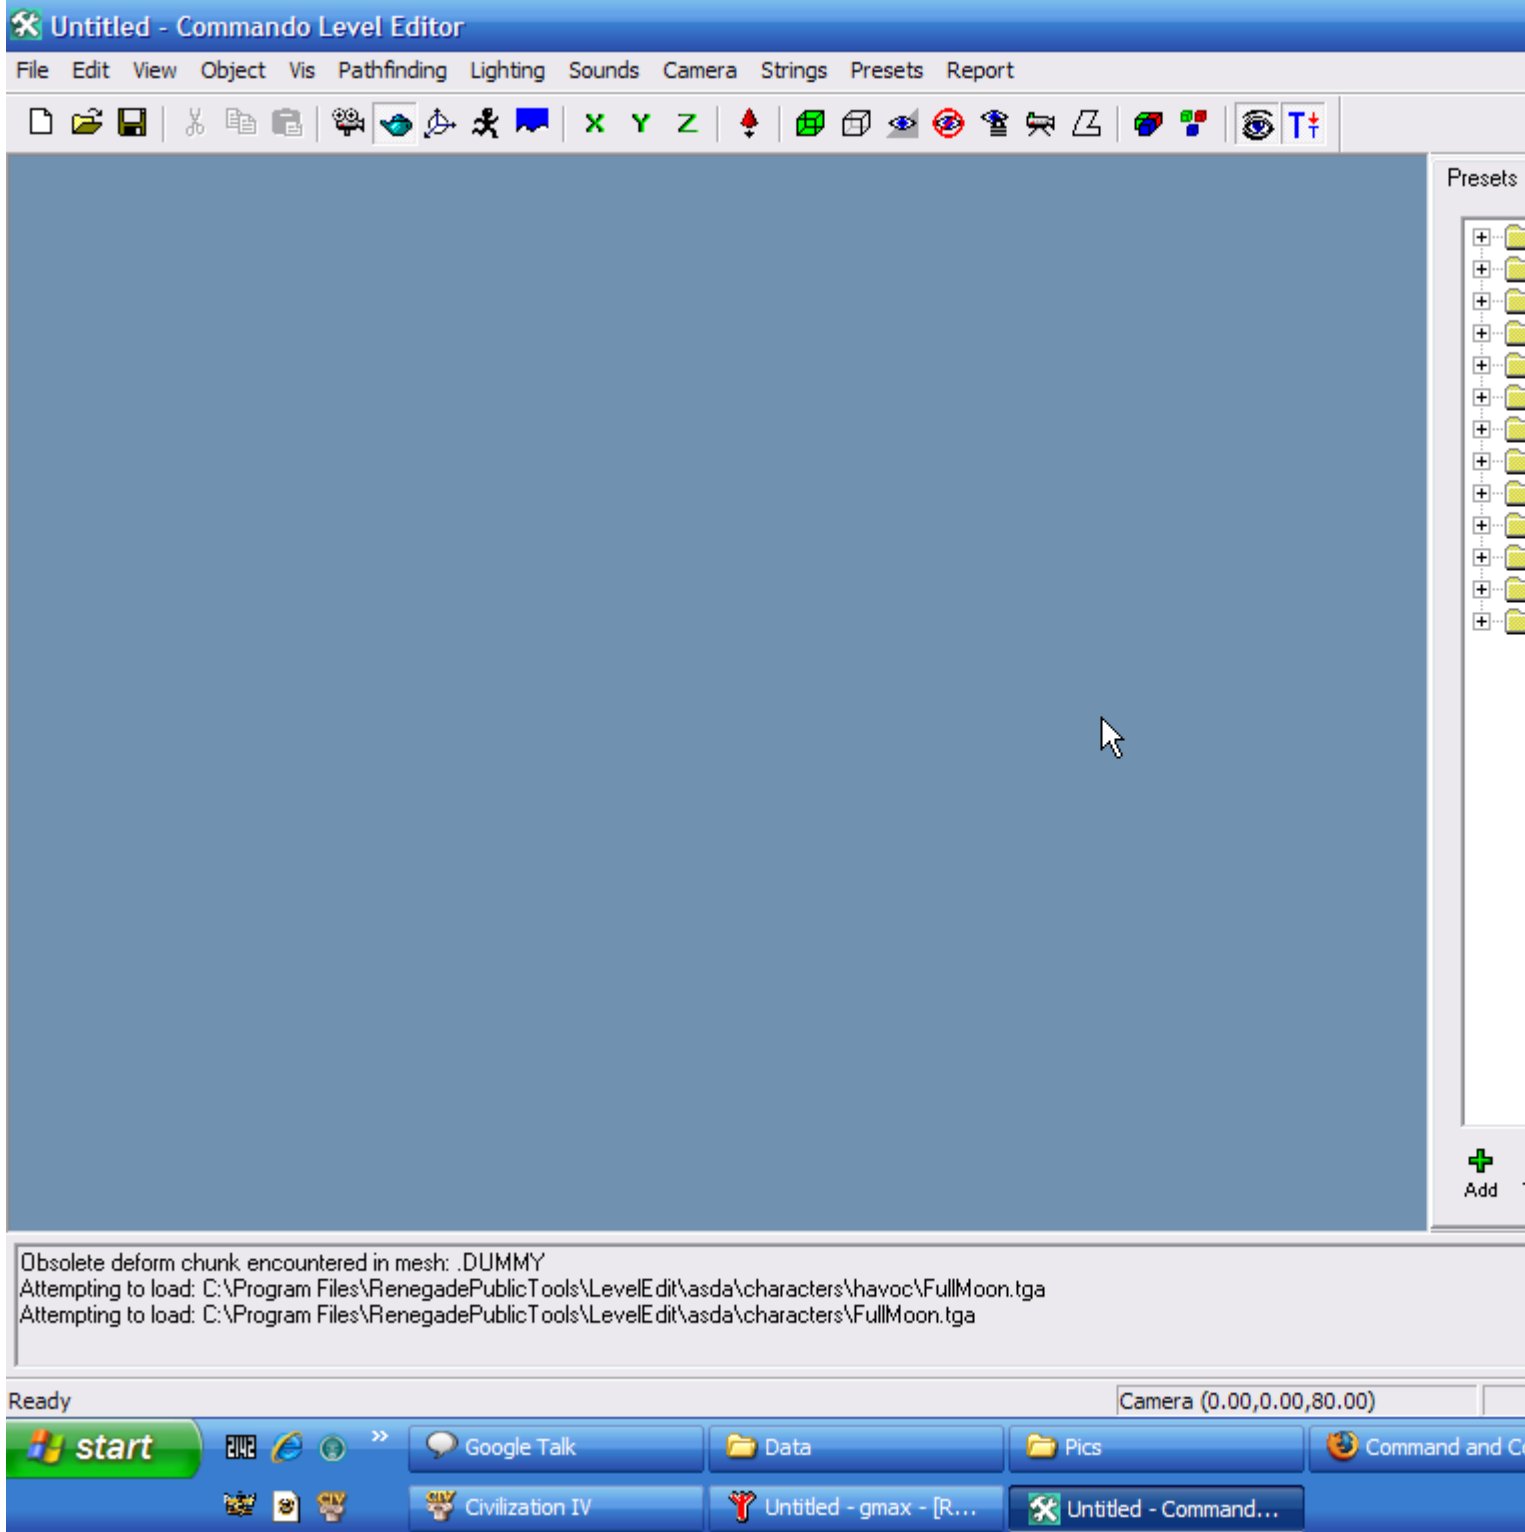 Untitled - Commando Level Editor
File Edit View Object Vis Pathfinding Lighting Sounds Camera Strings Presets Report
X Y Z T
Presets
Add
Obsolete deform chunk encountered in mesh: .DUMMY
Attempting to load: C:\Program Files\RenegadePublicTools\LevelEdit\asda\characters\havoc\FullMoon.tga
Attempting to load: C:\Program Files\RenegadePublicTools\LevelEdit\asda\characters\FullMoon.tga
Ready Camera (0.00,0.00,80.00)
start 2142 Google Talk Data Pics Command and
Civilization IV Untitled - gmax - [R... Untitled - Command...